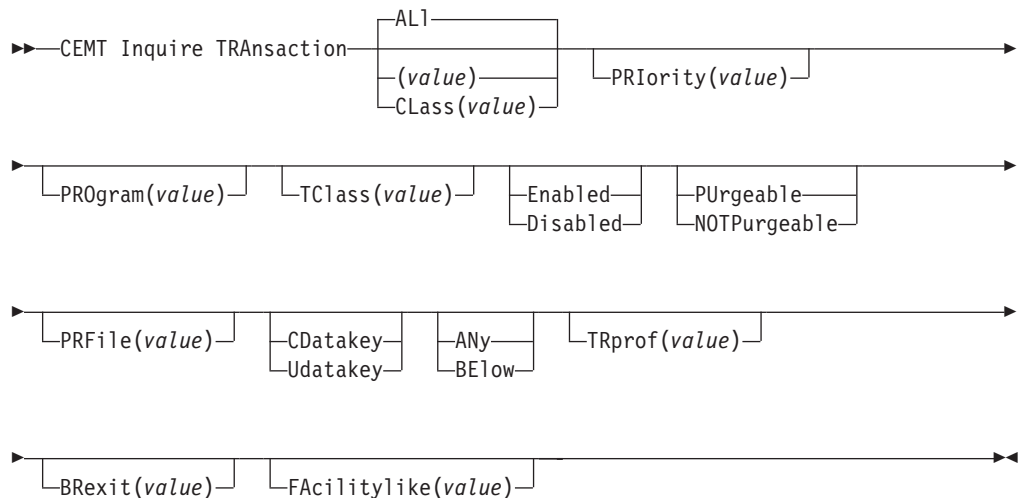 ALl
CEMT Inquire TRAnsaction
(value) PRIority(value)
CLass(value)
PROgram(value) TClass(value) Enabled PUrgeable
Disabled NOTPurgeable
PRFile(value) CDatakey ANy TRprof(value)
Udatakey BElow
BRexit(value) FAcilitylike(value)